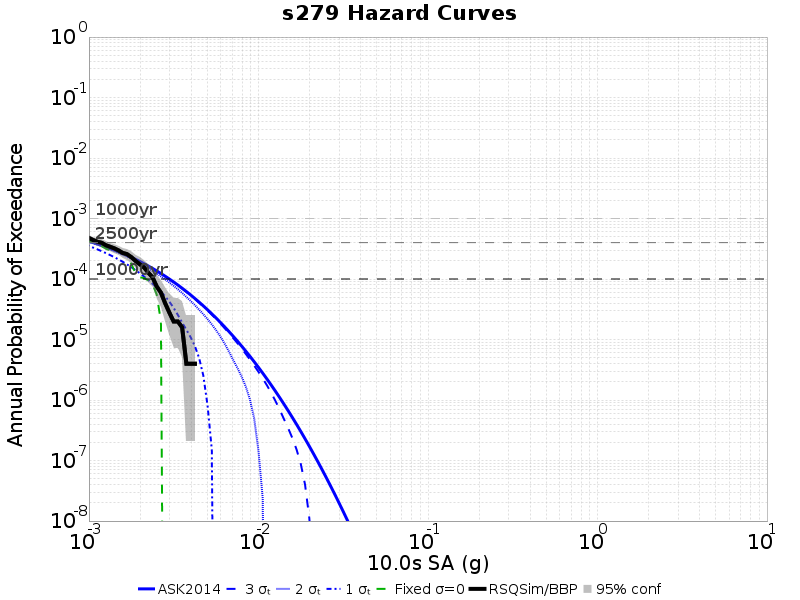 s279 Hazard Curves
Annual Probability of Exceedance
10^0
10^-1
10^-2
10^-3
10^-4
10^-5
10^-6
10^-7
10^-8
1000yr
2500yr
10000yr
10^-3 10^-2 10^-1 10^0 10^1
10.0s SA (g)
ASK2014 3 σₜ 2 σₜ 1 σₜ Fixed σ=0 RSQSim/BBP 95% conf